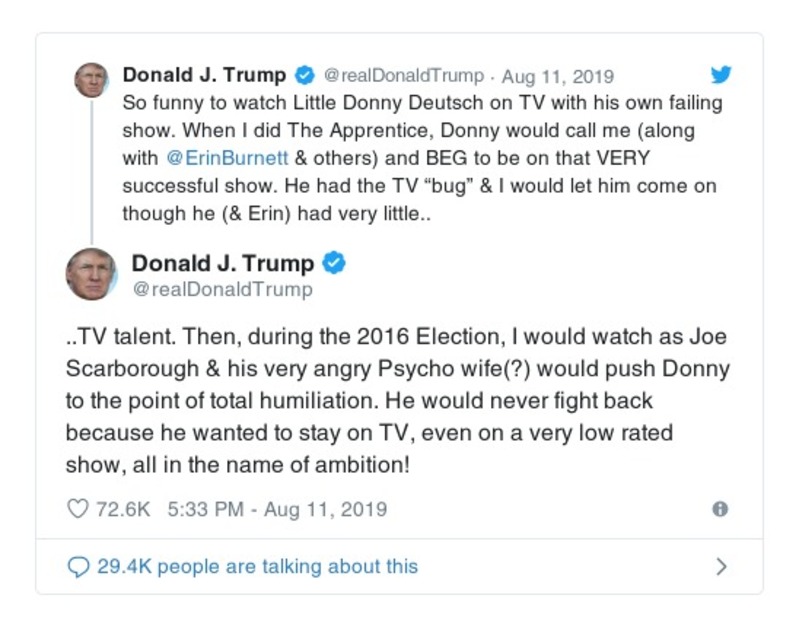 Donald J. Trump @realDonaldTrump · Aug 11, 2019
So funny to watch Little Donny Deutsch on TV with his own failing
show. When I did The Apprentice, Donny would call me (along
with @ErinBurnett & others) and BEG to be on that VERY
successful show. He had the TV “bug” & I would let him come on
though he (& Erin) had very little..
Donald J. Trump
@realDonaldTrump
..TV talent. Then, during the 2016 Election, I would watch as Joe
Scarborough & his very angry Psycho wife(?) would push Donny
to the point of total humiliation. He would never fight back
because he wanted to stay on TV, even on a very low rated
show, all in the name of ambition!
72.6K 5:33 PM - Aug 11, 2019
29.4K people are talking about this